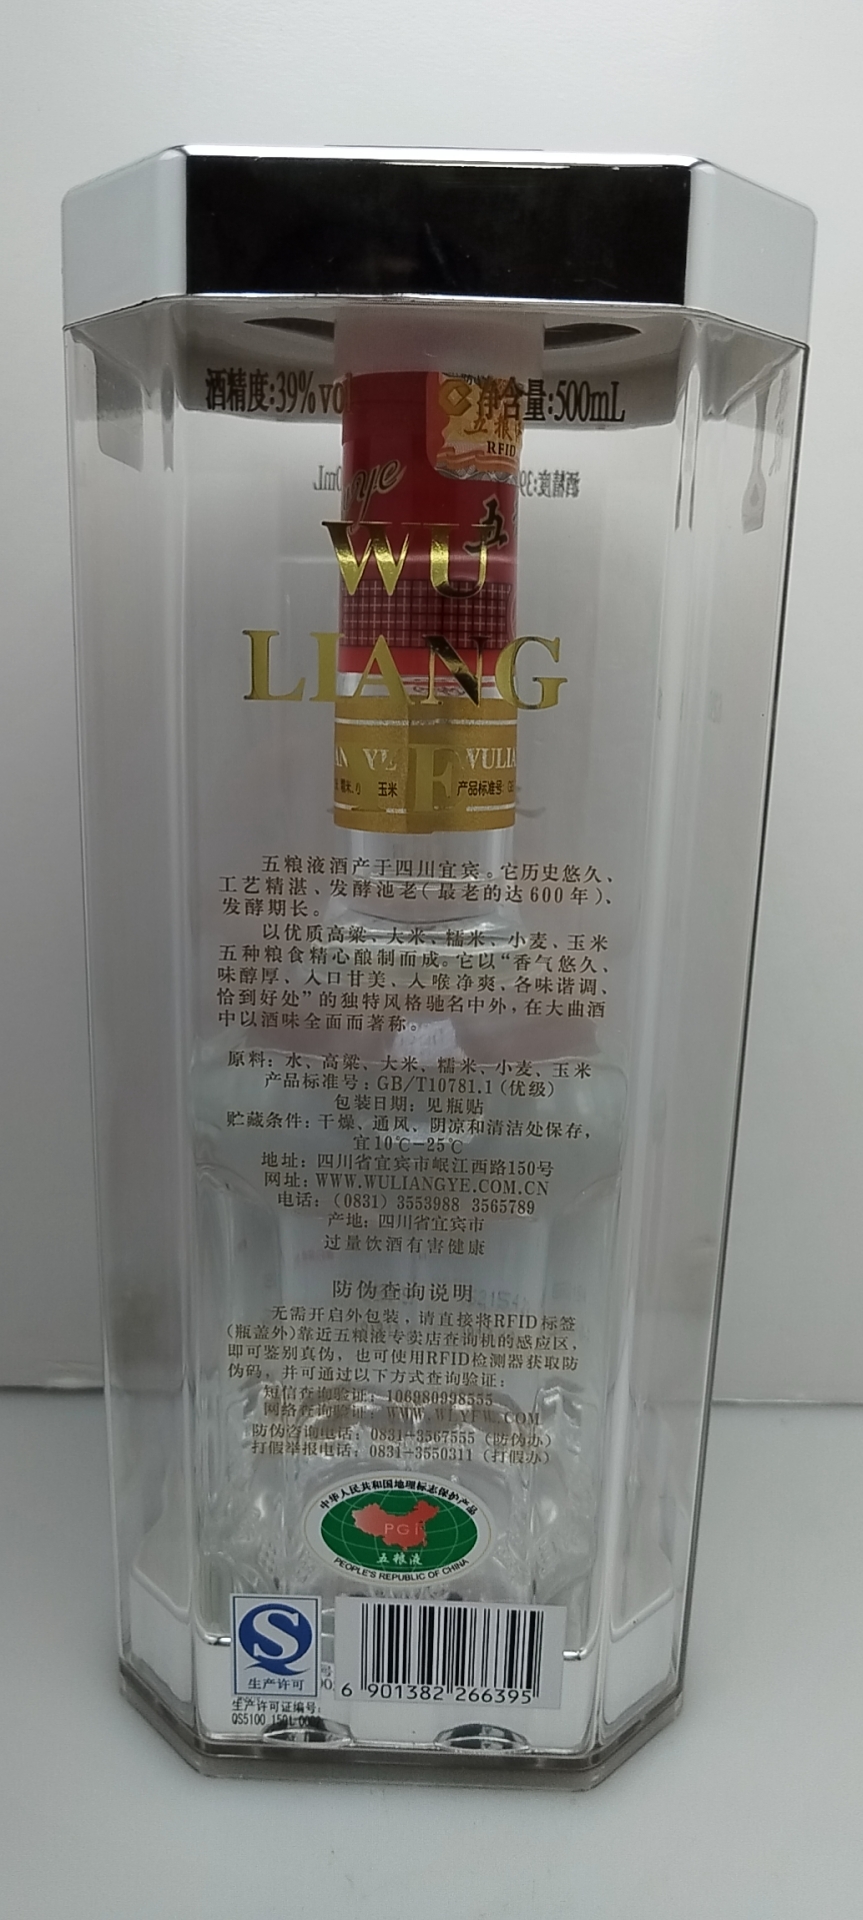 酒精度:39%vol
净含量:500mL
RFID
WU
LIANG
YE
玉米
产品标准号
五粮液酒产于四川宜宾。它历史悠久、
工艺精湛、发酵池老(最老的达600年)、
发酵期长。
以优质高粱、大米、糯米、小麦、玉米
五种粮食精心酿制而成。它以“香气悠久、
味醇厚、入口甘美、入喉净爽、各味谐调、
恰到好处”的独特风格驰名中外,在大曲酒
中以酒味全面而著称。
原料: 水、高粱、大米、糯米、小麦、玉米
产品标准号: GB/T10781.1 (优级)
包装日期: 见瓶贴
贮藏条件: 干燥、通风、阴凉和清洁处保存,
宜10℃-25℃
地址: 四川省宜宾市岷江西路150号
网址: WWW.WULIANGYE.COM.CN
电话: (0831) 3553988 3565789
产地: 四川省宜宾市
过量饮酒有害健康
防伪查询说明
无需开启外包装,请直接将RFID标签
(瓶盖外)靠近五粮液专卖店查询机的感应区,
即可鉴别真伪,也可使用RFID检测器获取防
伪码,并可通过以下方式查询验证:
短信查询验证: 106980998555
网络查询验证: WWW.WLYFW.COM
防伪咨询电话: 0831-3567555 (防伪办)
打假举报电话: 0831-3550311 (打假办)
中华人民共和国地理标志保护产品
PGI
五粮液
PEOPLE'S REPUBLIC OF CHINA
生产许可
6 901382 266395
生产许可证编号:
QS5100 1501